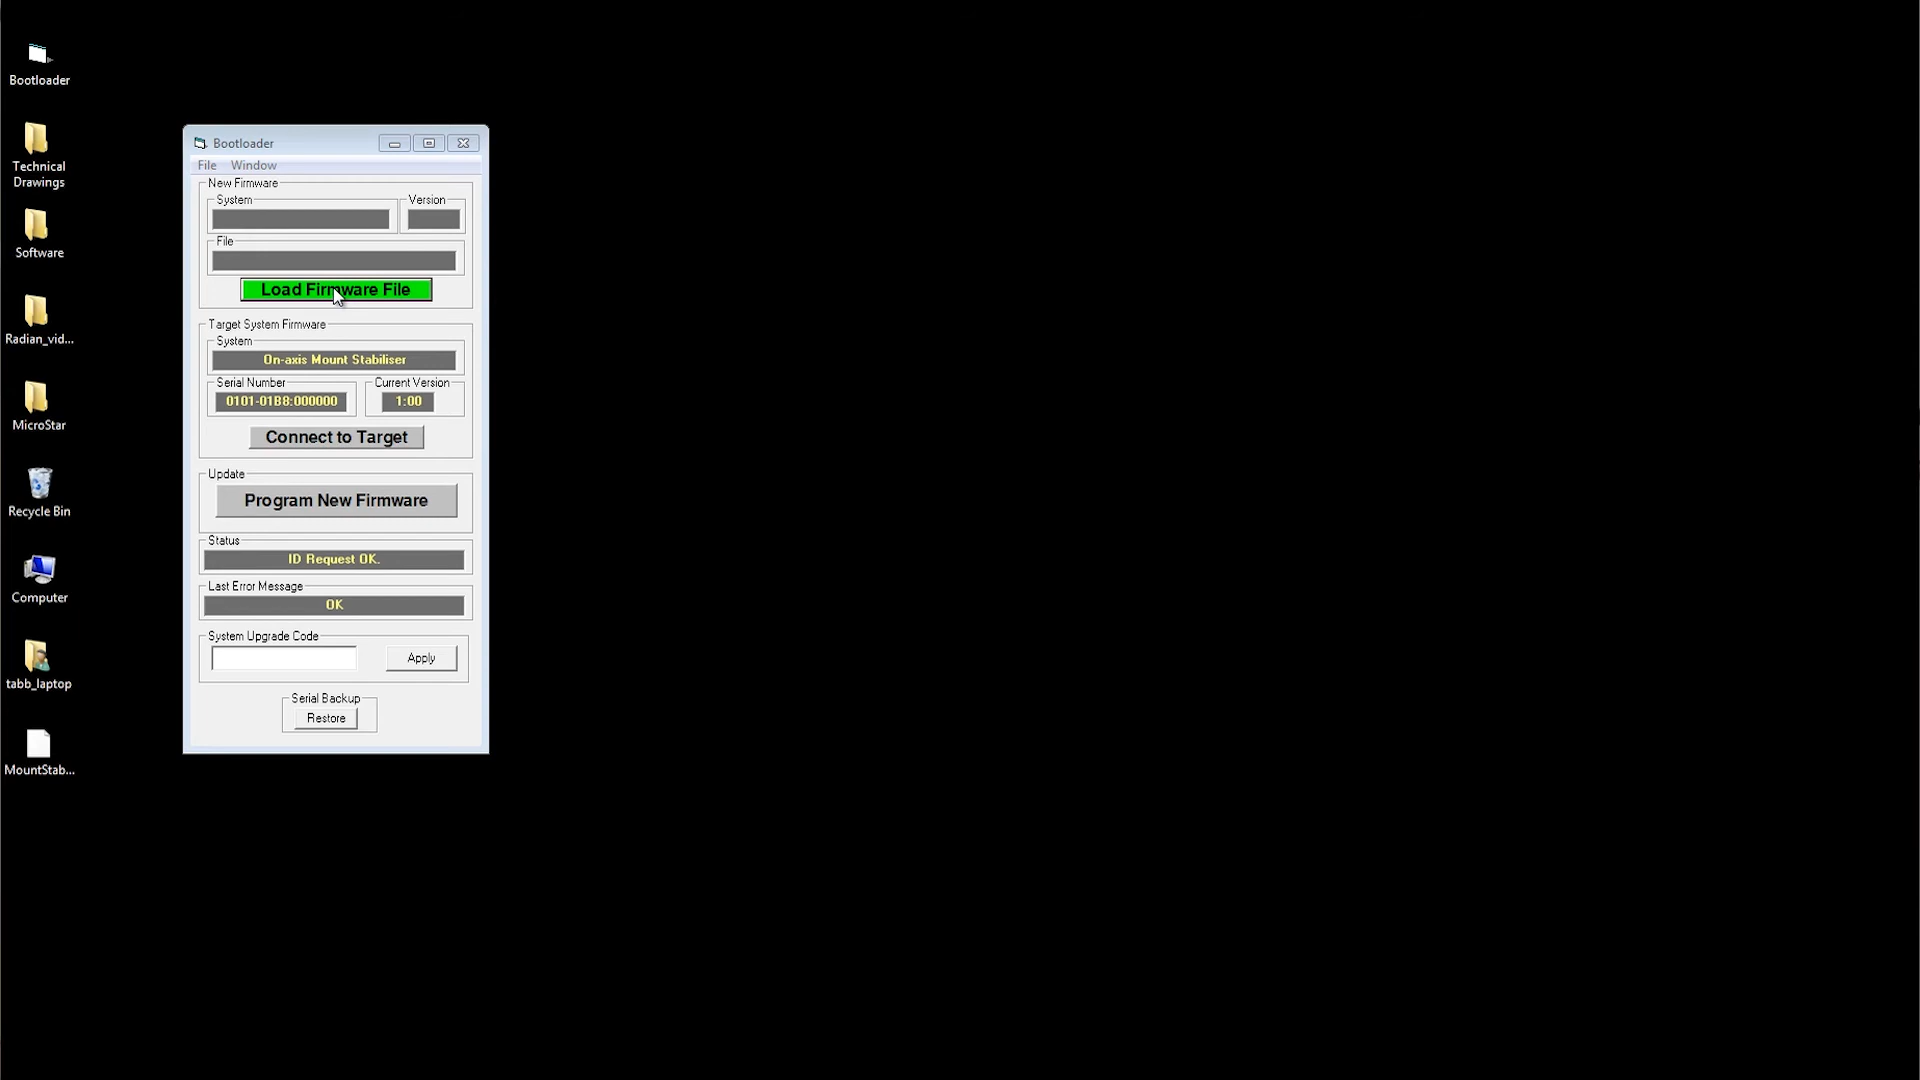 Bootloader
Technical
Drawings
Software
Radian_vid...
MicroStar
Recycle Bin
Computer
tabb_laptop
MountStab...
Bootloader
File Window
New Firmware
System Version
File
Load Firmware File
Target System Firmware
System
On-axis Mount Stabiliser
Serial Number Current Version
0101-01B8:000000 1:00
Connect to Target
Update
Program New Firmware
Status
ID Request OK.
Last Error Message
OK
System Upgrade Code
Apply
Serial Backup
Restore